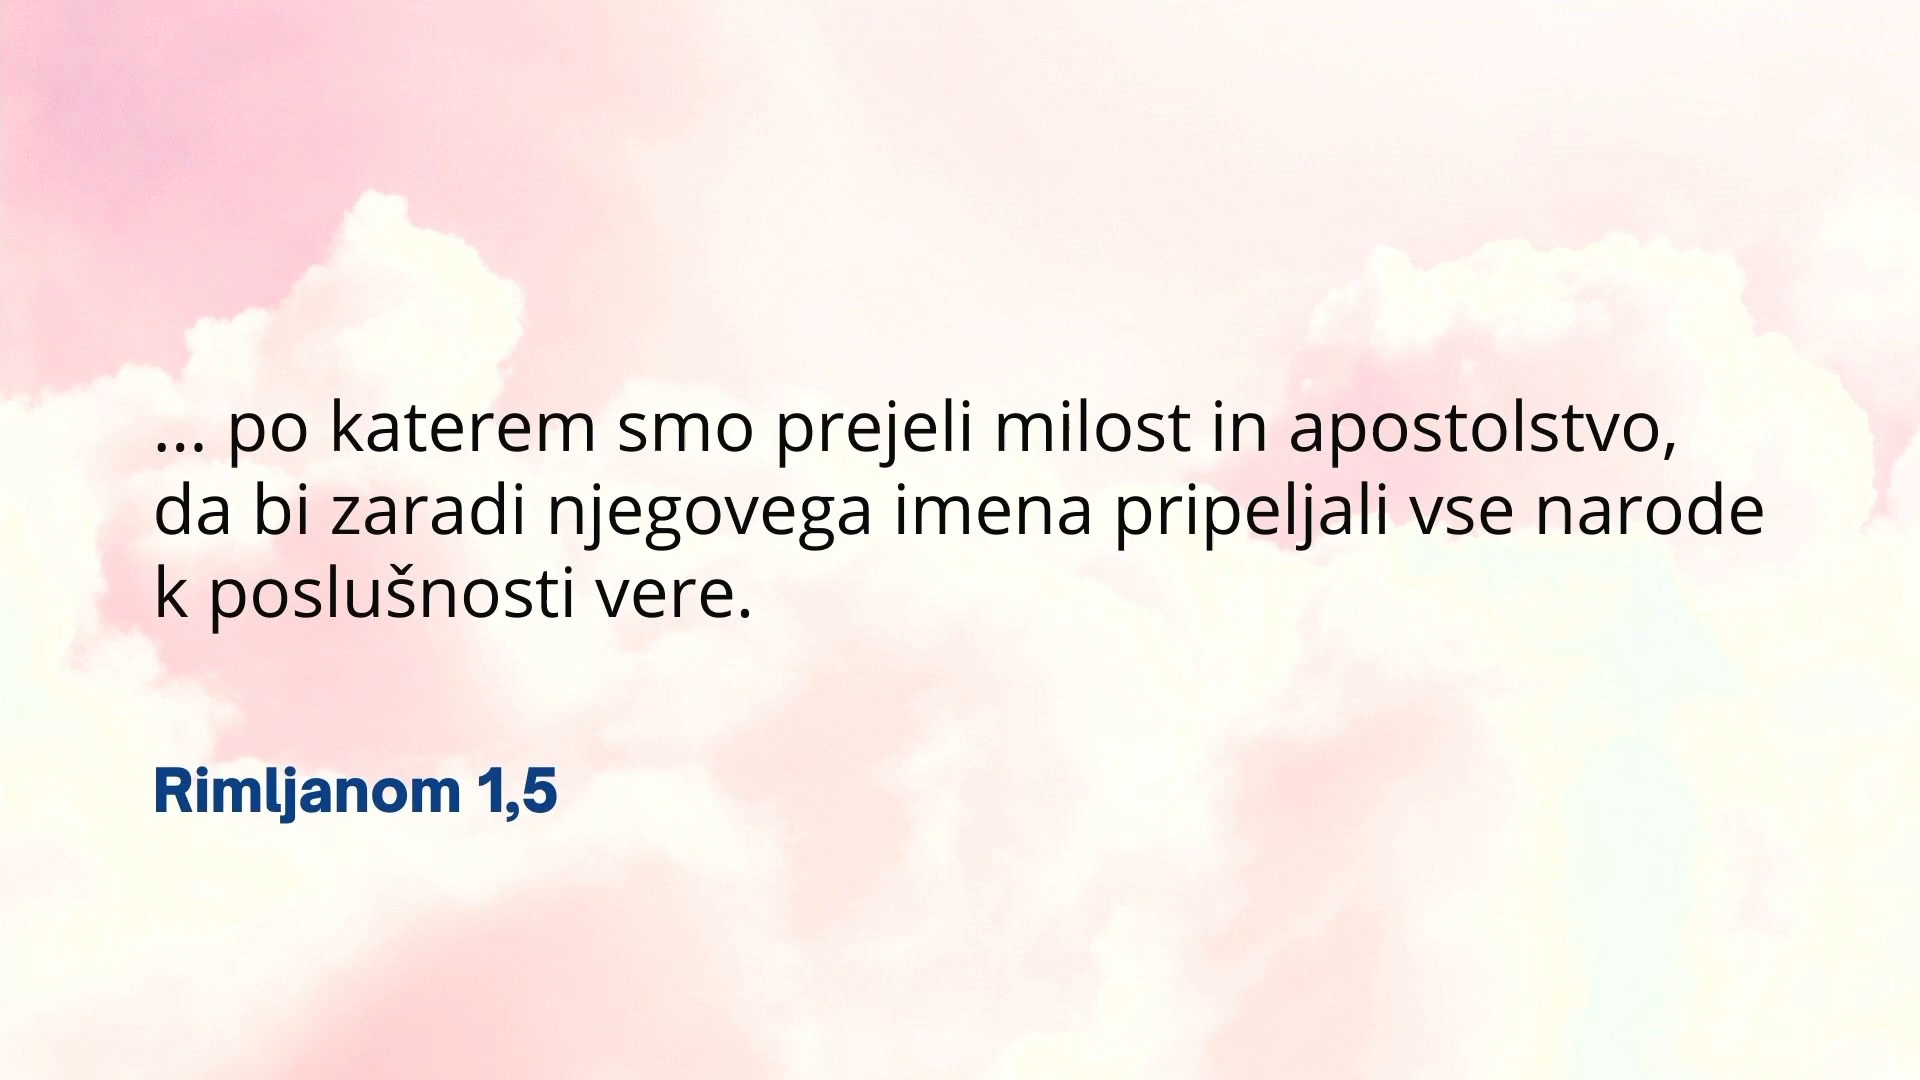 ... po katerem smo prejeli milost in apostolstvo,
da bi zaradi njegovega imena pripeljali vse narode
k poslušnosti vere.
Rimljanom 1,5